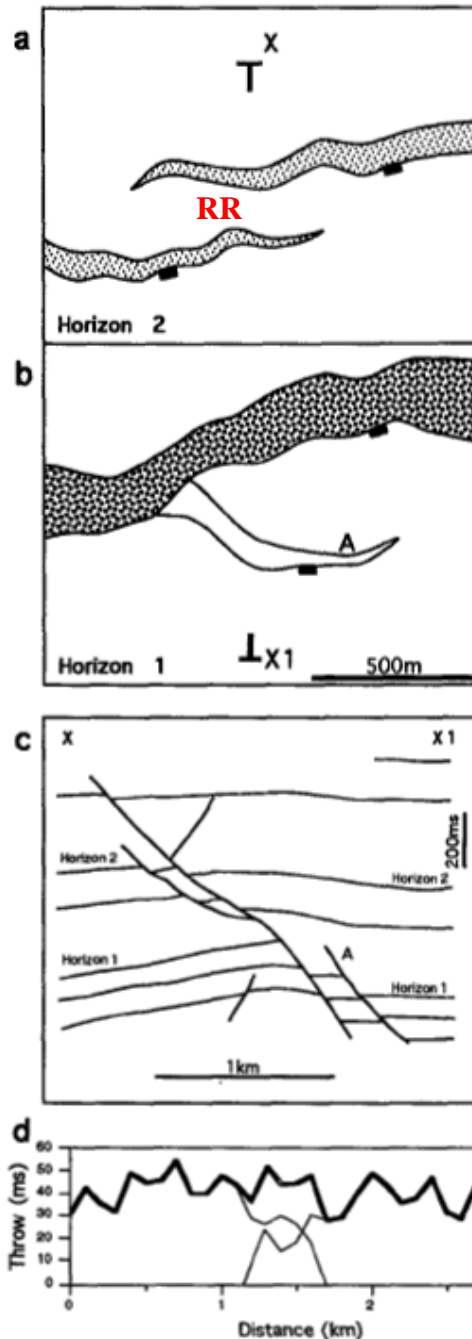 a
X
RR
Horizon 2
b
A
Horizon 1
X1
500m
c
X
X1
200ms
Horizon 2
Horizon 2
A
Horizon 1
Horizon 1
1km
d
60
50
40
30
20
10
0
Throw (ms)
0
1
2
Distance (km)